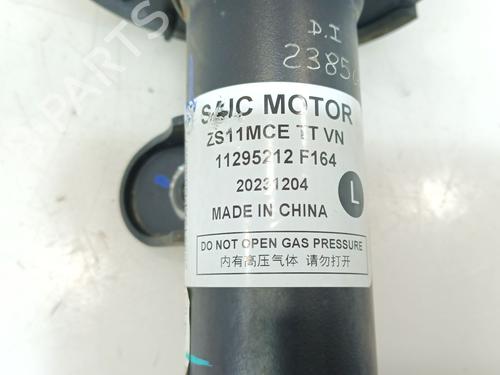 D.I
SAIC MOTOR
ZS11MCE TT VN
11295212 F164
20231204
L
MADE IN CHINA
DO NOT OPEN GAS PRESSURE
内有高压气体 请勿打开